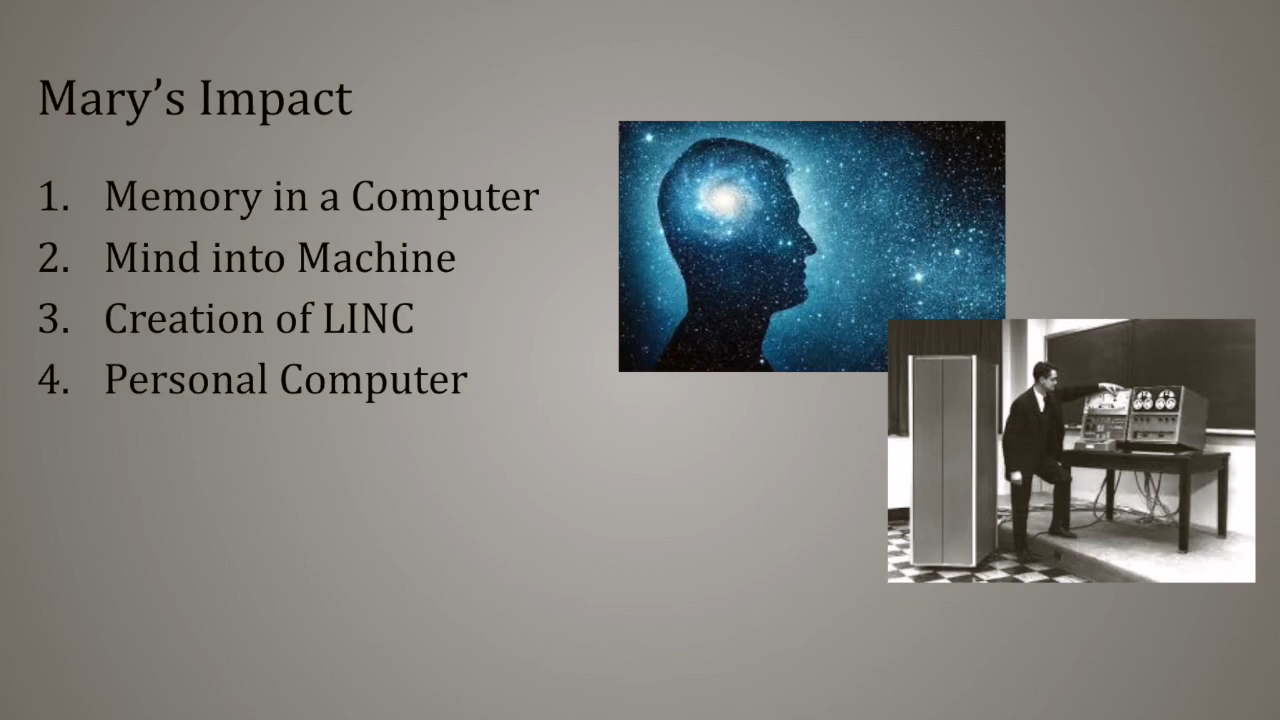 Mary’s Impact
1. Memory in a Computer
2. Mind into Machine
3. Creation of LINC
4. Personal Computer